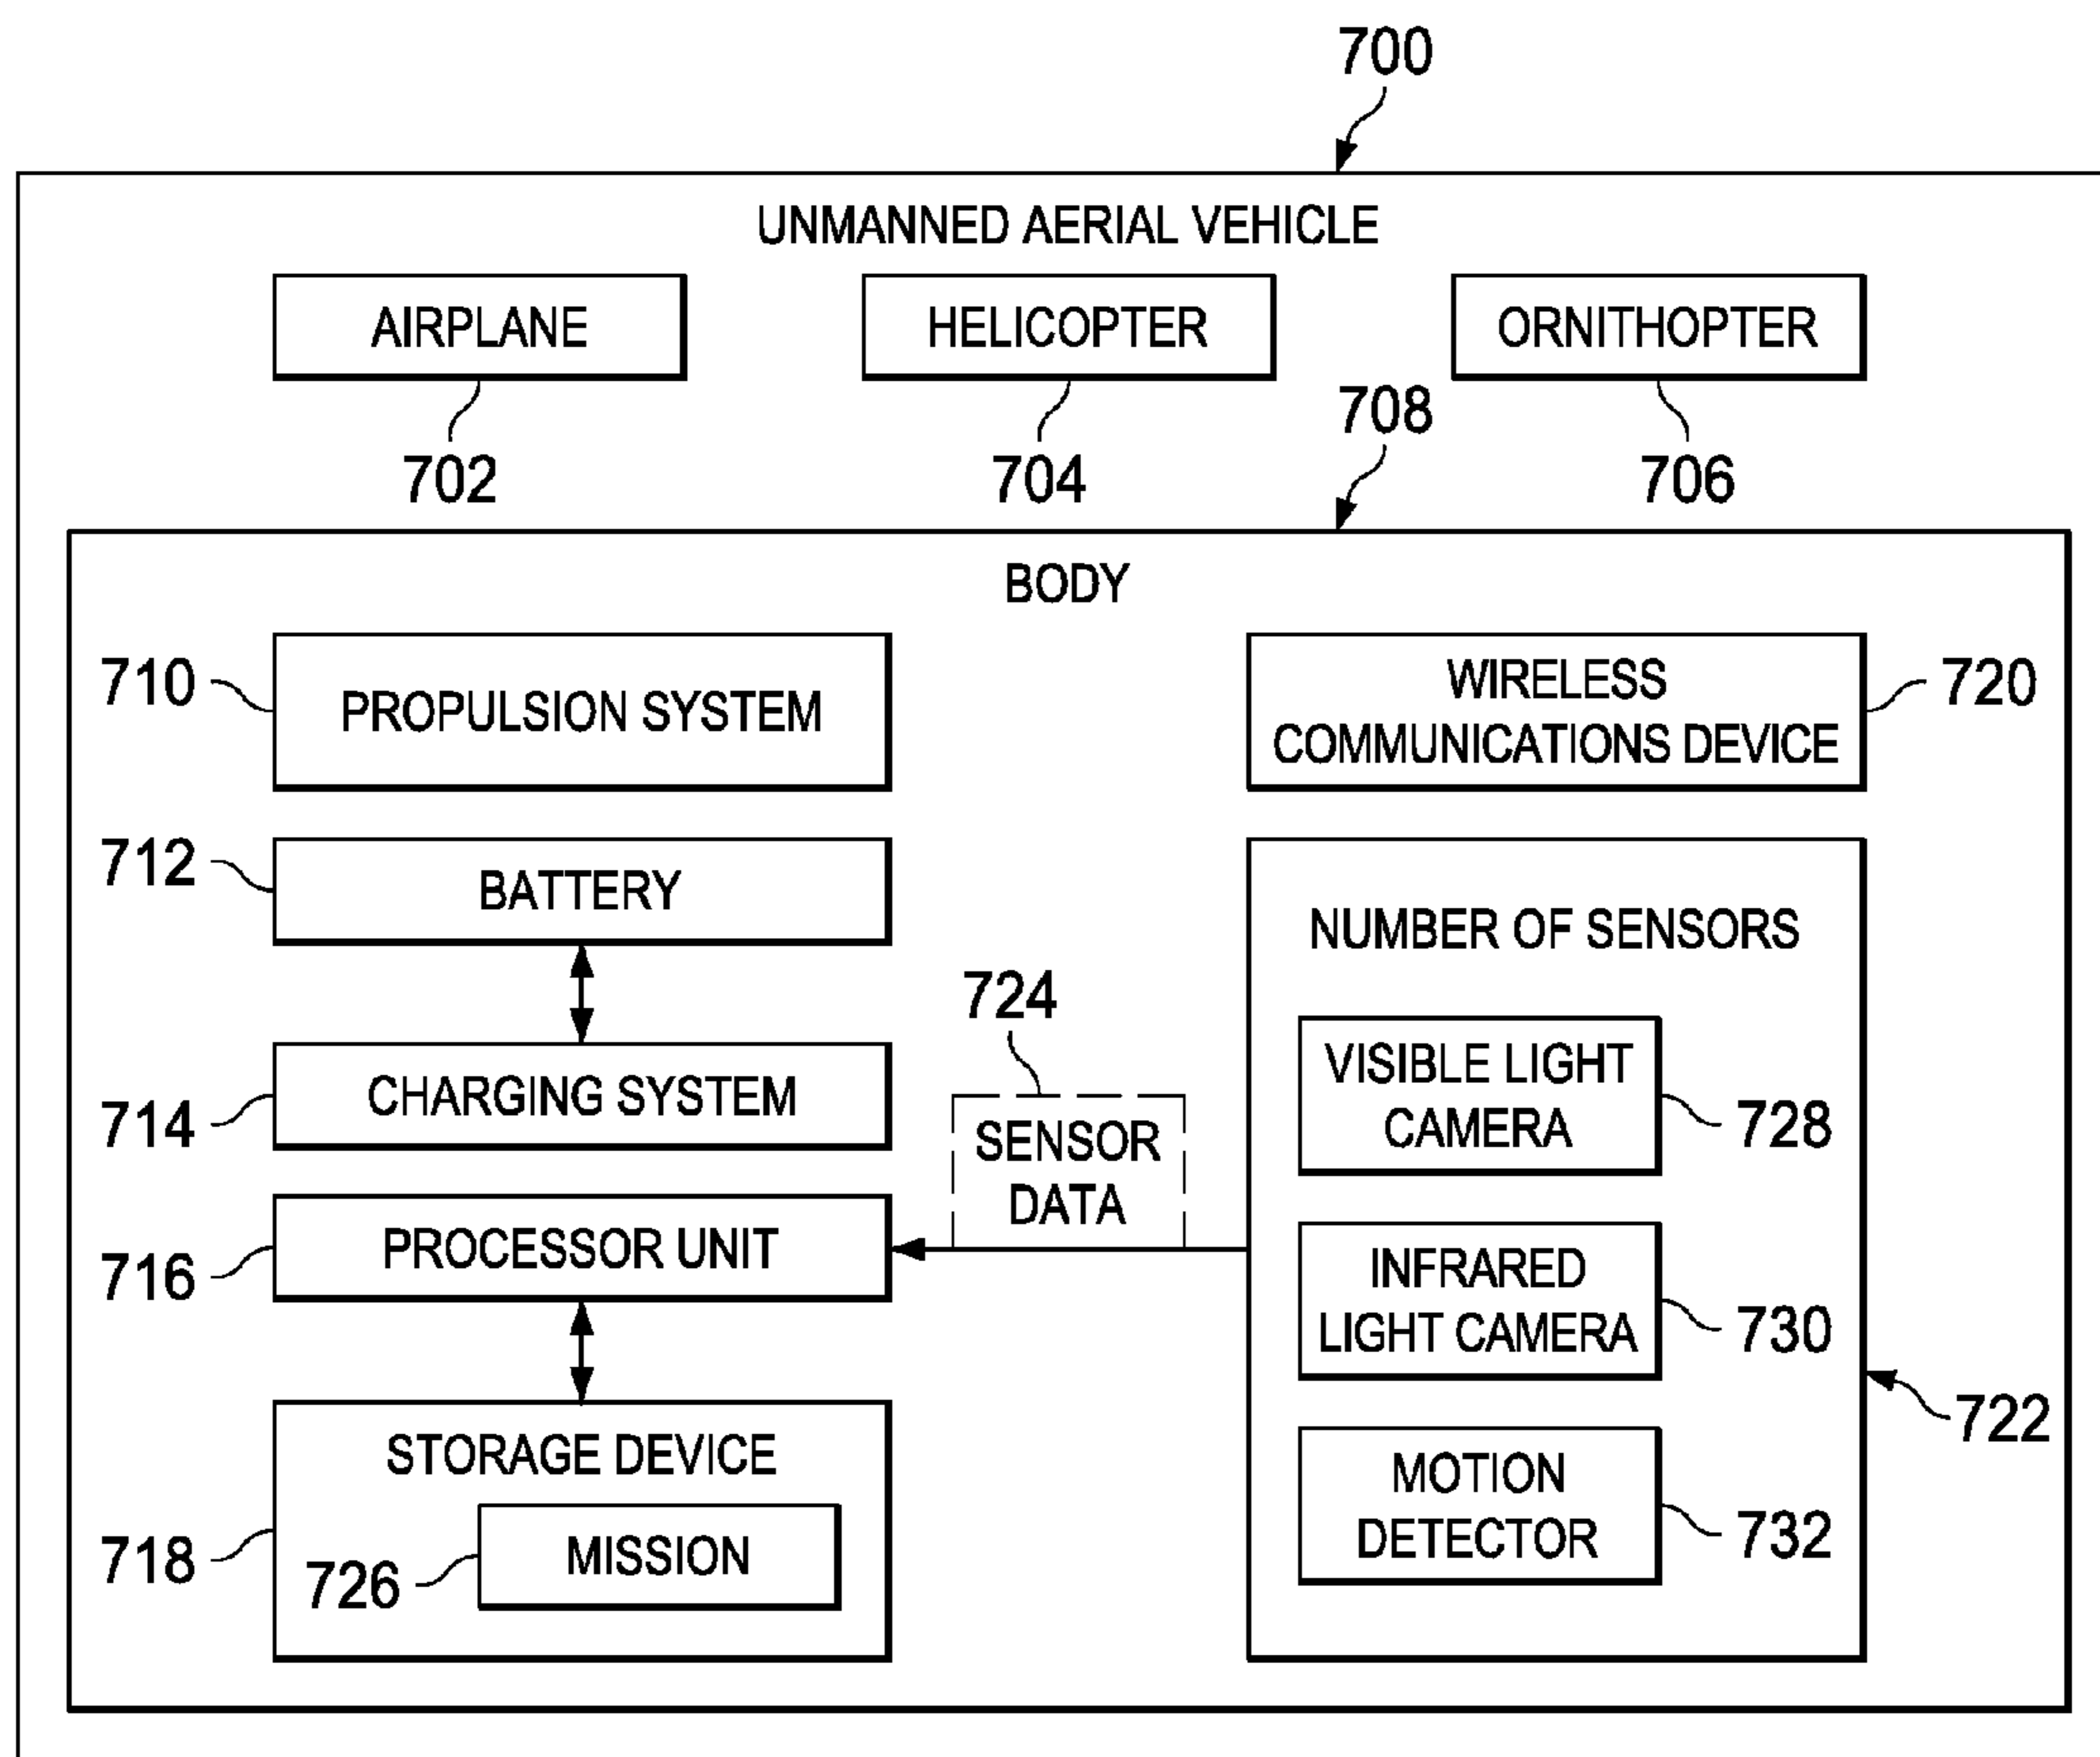 700
UNMANNED AERIAL VEHICLE
AIRPLANE
HELICOPTER
ORNITHOPTER
702
704
706
708
BODY
710
PROPULSION SYSTEM
WIRELESS
COMMUNICATIONS DEVICE
720
712
BATTERY
714
CHARGING SYSTEM
716
PROCESSOR UNIT
724
SENSOR
DATA
718
STORAGE DEVICE
726
MISSION
NUMBER OF SENSORS
VISIBLE LIGHT
CAMERA
728
INFRARED
LIGHT CAMERA
730
722
MOTION
DETECTOR
732